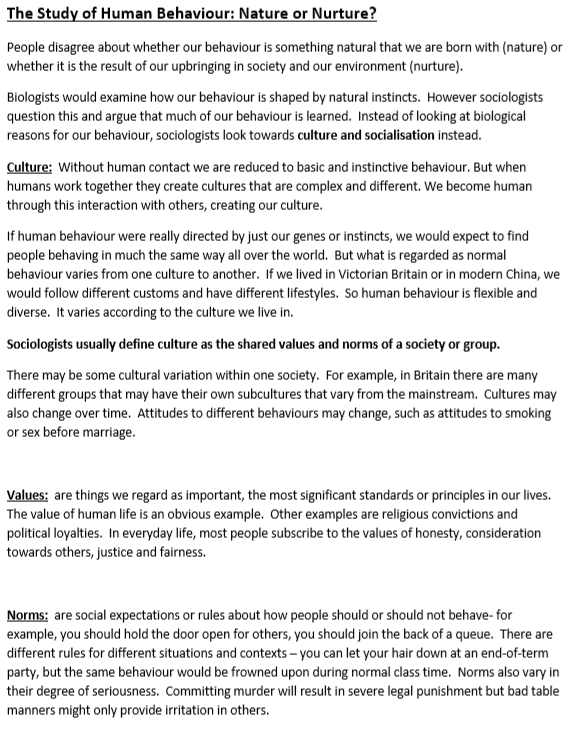 The Study of Human Behaviour: Nature or Nurture?
People disagree about whether our behaviour is something natural that we are born with (nature) or
whether it is the result of our upbringing in society and our environment (nurture).
Biologists would examine how our behaviour is shaped by natural instincts.  However sociologists
question this and argue that much of our behaviour is learned.  Instead of looking at biological
reasons for our behaviour, sociologists look towards culture and socialisation instead.
Culture:  Without human contact we are reduced to basic and instinctive behaviour. But when
humans work together they create cultures that are complex and different. We become human
through this interaction with others, creating our culture.
If human behaviour were really directed by just our genes or instincts, we would expect to find
people behaving in much the same way all over the world.  But what is regarded as normal
behaviour varies from one culture to another.  If we lived in Victorian Britain or in modern China, we
would follow different customs and have different lifestyles.  So human behaviour is flexible and
diverse.  It varies according to the culture we live in.
Sociologists usually define culture as the shared values and norms of a society or group.
There may be some cultural variation within one society.  For example, in Britain there are many
different groups that may have their own subcultures that vary from the mainstream.  Cultures may
also change over time.  Attitudes to different behaviours may change, such as attitudes to smoking
or sex before marriage.
Values:  are things we regard as important, the most significant standards or principles in our lives.
The value of human life is an obvious example.  Other examples are religious convictions and
political loyalties.  In everyday life, most people subscribe to the values of honesty, consideration
towards others, justice and fairness.
Norms:  are social expectations or rules about how people should or should not behave- for
example, you should hold the door open for others, you should join the back of a queue.  There are
different rules for different situations and contexts – you can let your hair down at an end-of-term
party, but the same behaviour would be frowned upon during normal class time.  Norms also vary in
their degree of seriousness.  Committing murder will result in severe legal punishment but bad table
manners might only provide irritation in others.